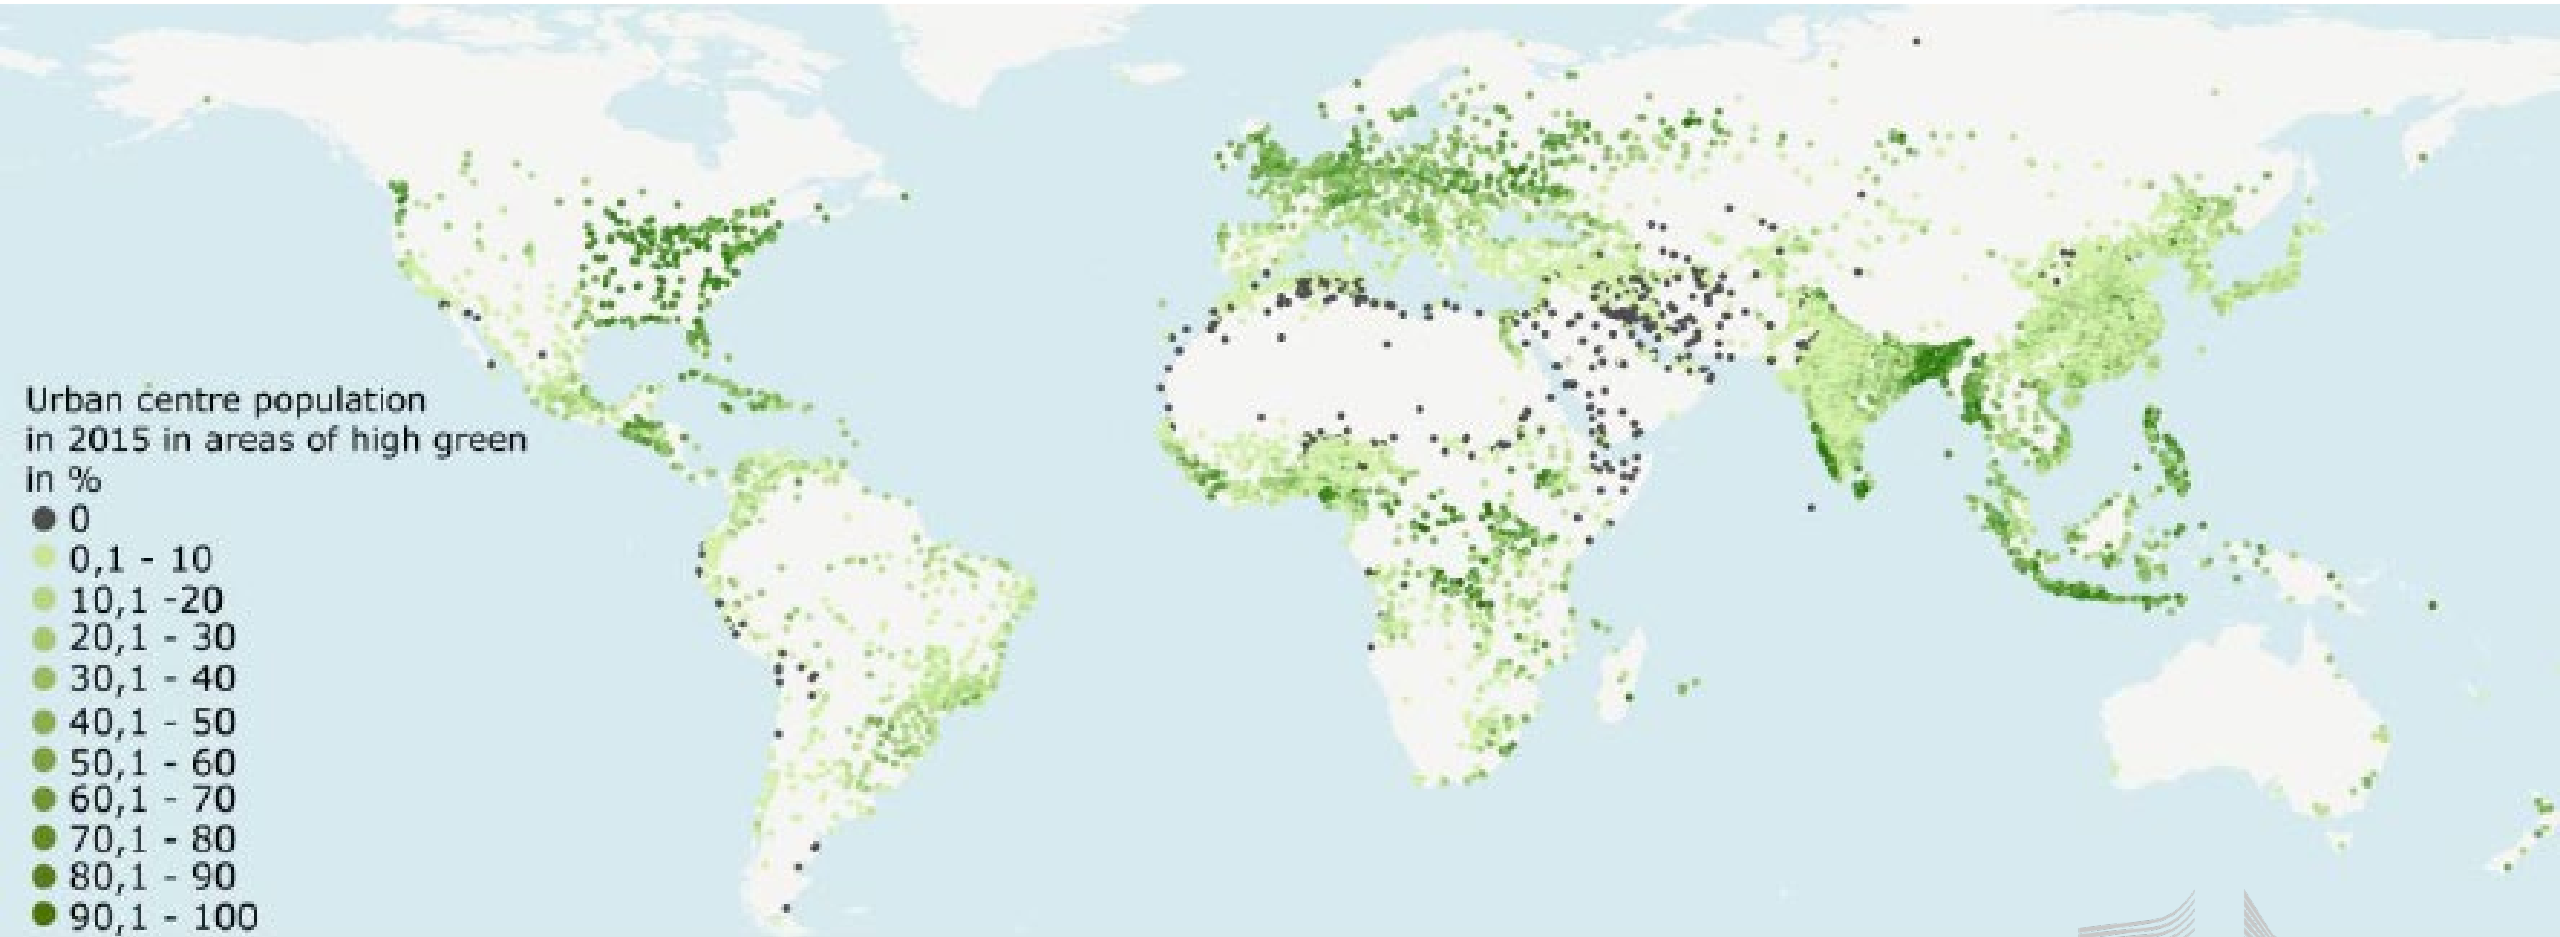 Urban centre population
in 2015 in areas of high green
in %
0
0,1 - 10
10,1 -20
20,1 - 30
30,1 - 40
40,1 - 50
50,1 - 60
60,1 - 70
70,1 - 80
80,1 - 90
90,1 - 100